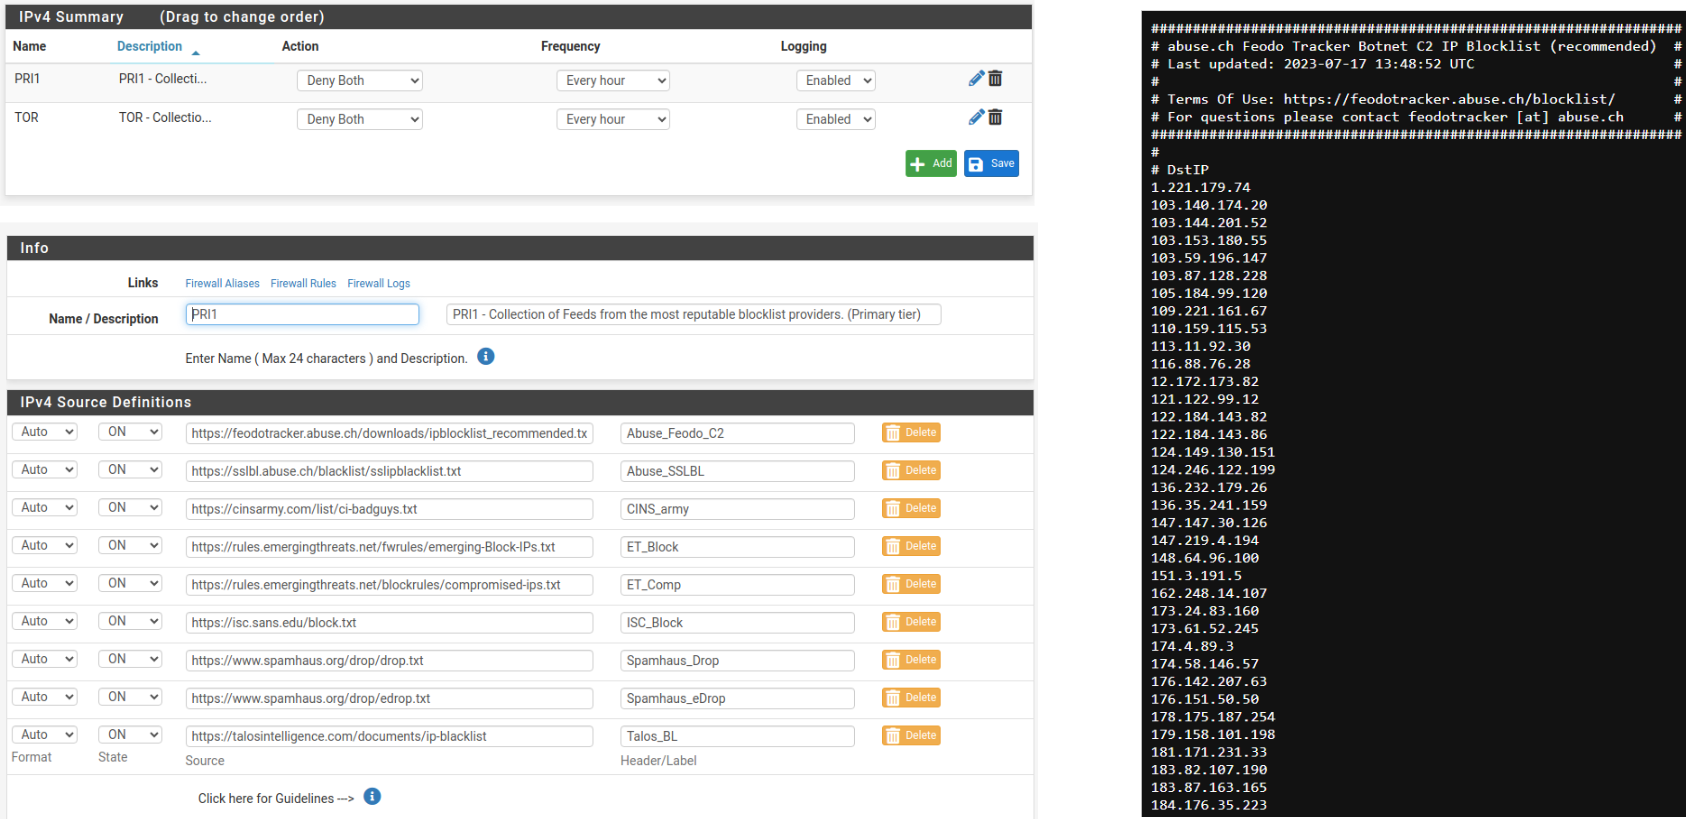 IPv4 Summary (Drag to change order)
Name Description Action Frequency Logging
PRI1 PRI1 - Collecti... Deny Both Every hour Enabled
TOR TOR - Collectio... Deny Both Every hour Enabled
Add Save
Info
Links Firewall Aliases Firewall Rules Firewall Logs
Name / Description PRI1 PRI1 - Collection of Feeds from the most reputable blocklist providers. (Primary tier)
Enter Name ( Max 24 characters ) and Description.
IPv4 Source Definitions
Auto ON https://feodotracker.abuse.ch/downloads/ipblocklist_recommended.tx Abuse_Feodo_C2 Delete
Auto ON https://sslbl.abuse.ch/blacklist/sslipblacklist.txt Abuse_SSLBL Delete
Auto ON https://cinsarmy.com/list/ci-badguys.txt CINS_army Delete
Auto ON https://rules.emergingthreats.net/fwrules/emerging-Block-IPs.txt ET_Block Delete
Auto ON https://rules.emergingthreats.net/blockrules/compromised-ips.txt ET_Comp Delete
Auto ON https://isc.sans.edu/block.txt ISC_Block Delete
Auto ON https://www.spamhaus.org/drop/drop.txt Spamhaus_Drop Delete
Auto ON https://www.spamhaus.org/drop/edrop.txt Spamhaus_eDrop Delete
Auto ON https://talosintelligence.com/documents/ip-blacklist Talos_BL Delete
Format State Source Header/Label
Click here for Guidelines --->
################################################################
# abuse.ch Feodo Tracker Botnet C2 IP Blocklist (recommended) #
# Last updated: 2023-07-17 13:48:52 UTC #
# #
# Terms Of Use: https://feodotracker.abuse.ch/blocklist/ #
# For questions please contact feodotracker [at] abuse.ch #
################################################################
#
# DstIP
1.221.179.74
103.140.174.20
103.144.201.52
103.153.180.55
103.59.196.147
103.87.128.228
105.184.99.120
109.221.161.67
110.159.115.53
113.11.92.30
116.88.76.28
12.172.173.82
121.122.99.12
122.184.143.82
122.184.143.86
124.149.130.151
124.246.122.199
136.232.179.26
136.35.241.159
147.147.30.126
147.219.4.194
148.64.96.100
151.3.191.5
162.248.14.107
173.24.83.160
173.61.52.245
174.4.89.3
174.58.146.57
176.142.207.63
176.151.50.50
178.175.187.254
179.158.101.198
181.171.231.33
183.82.107.190
183.87.163.165
184.176.35.223